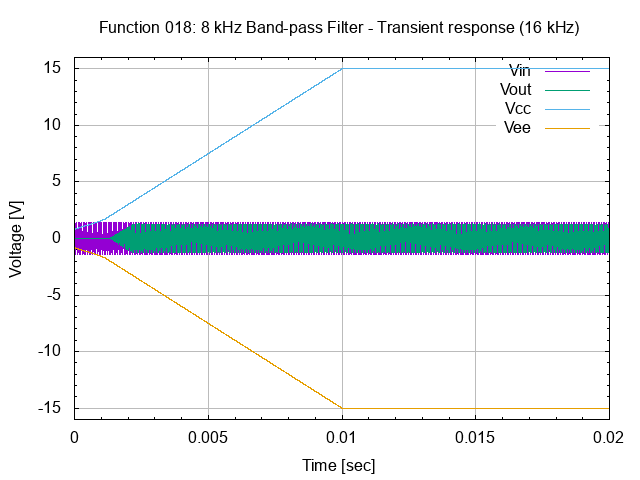 Function 018: 8 kHz Band-pass Filter - Transient response (16 kHz)
Vin
Vout
Vcc
Vee
Voltage [V]
15
10
5
0
-5
-10
-15
0 0.005 0.01 0.015 0.02
Time [sec]